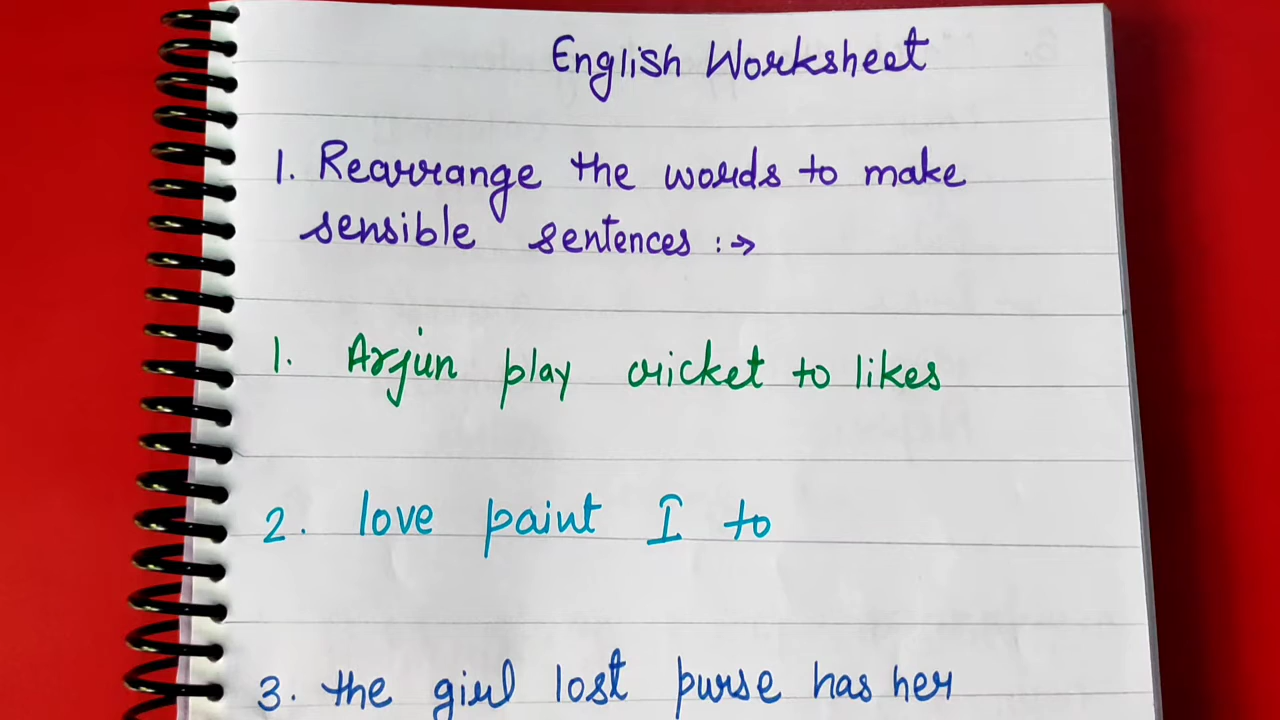 English Worksheet
1. Rearrange the words to make
sensible sentences :→
1. Arjun play cricket to likes
2. love paint I to
3. the girl lost purse has her